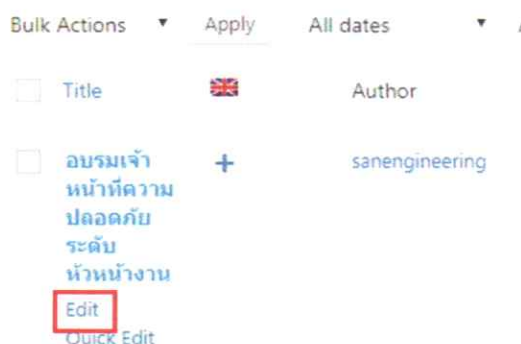 Bulk Actions Apply All dates
Title Author
อบรมเจ้า sanengineering
หน้าที่ความ
ปลอดภัย
ระดับ
หัวหน้างาน
Edit
Quick Edit